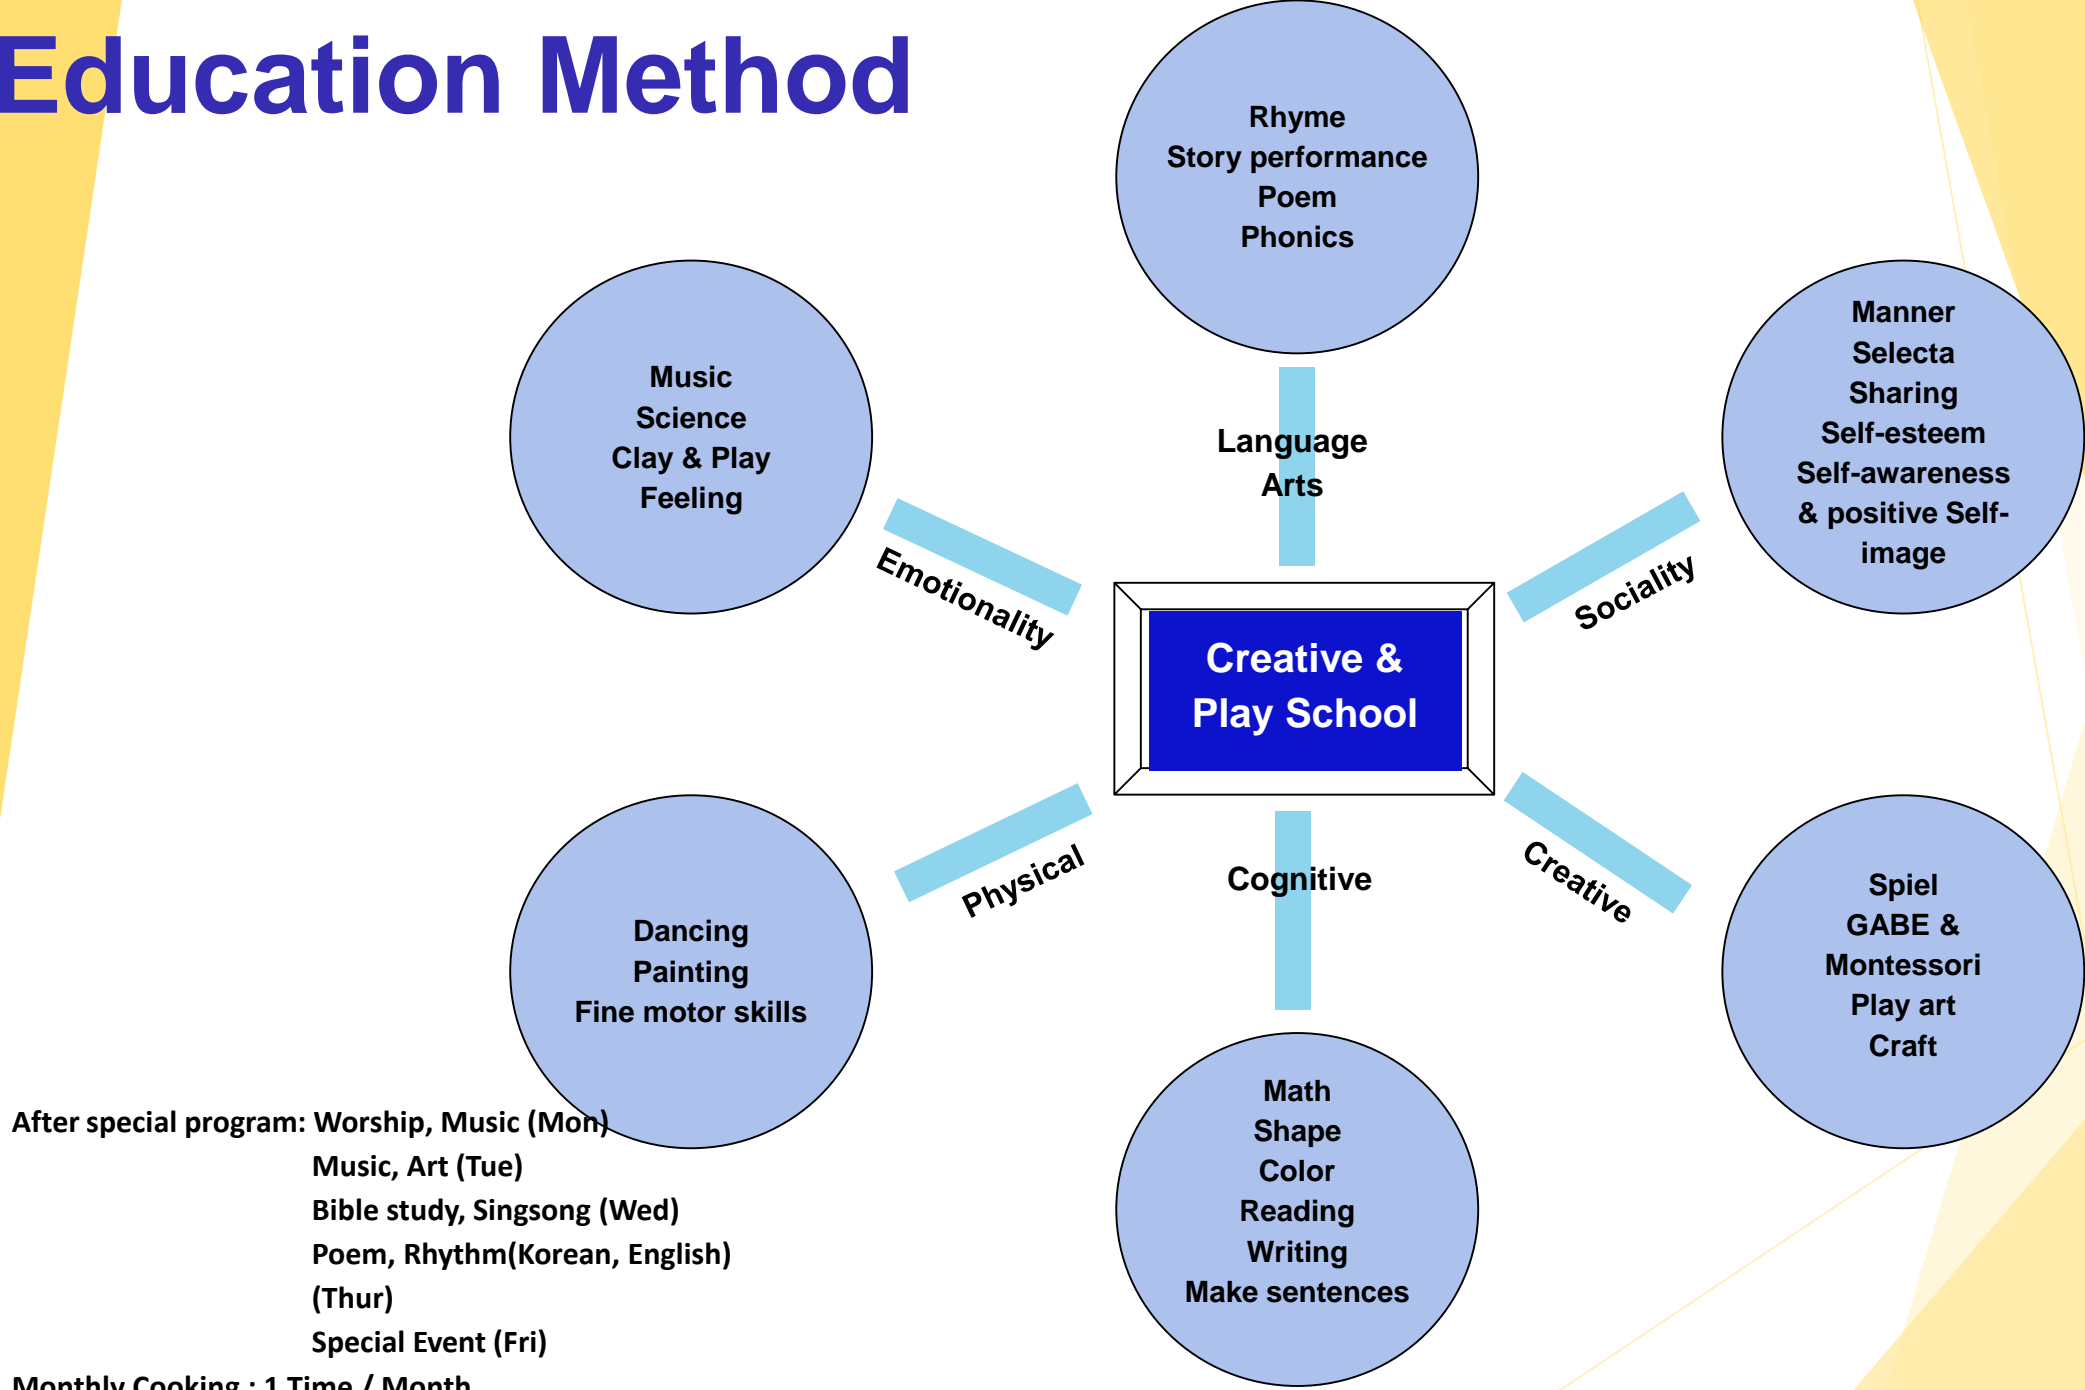 Education Method
Rhyme
Story performance
Poem
Phonics
Music
Science
Clay & Play
Feeling
Manner
Selecta
Sharing
Self-esteem
Self-awareness
& positive Self-
image
Language
Arts
Emotionality
Sociality
Creative &
Play School
Physical
Cognitive
Creative
Dancing
Painting
Fine motor skills
Spiel
GABE &
Montessori
Play art
Craft
Math
Shape
Color
Reading
Writing
Make sentences
After special program: Worship, Music (Mon)
Music, Art (Tue)
Bible study, Singsong (Wed)
Poem, Rhythm(Korean, English)
(Thur)
Special Event (Fri)
Monthly Cooking : 1 Time / Month